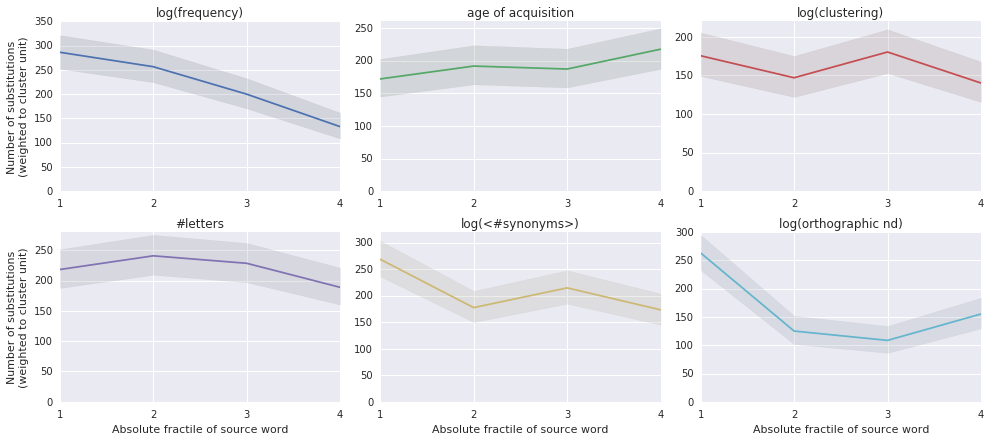 log(frequency)
age of acquisition
log(clustering)
Number of substitutions
(weighted to cluster unit)
350
300
250
200
150
100
50
0
1 2 3 4
250
200
150
100
50
0
1 2 3 4
200
150
100
50
0
1 2 3 4
#letters
log(<#synonyms>)
log(orthographic nd)
Number of substitutions
(weighted to cluster unit)
250
200
150
100
50
0
1 2 3 4
Absolute fractile of source word
300
250
200
150
100
50
0
1 2 3 4
Absolute fractile of source word
300
250
200
150
100
50
0
1 2 3 4
Absolute fractile of source word